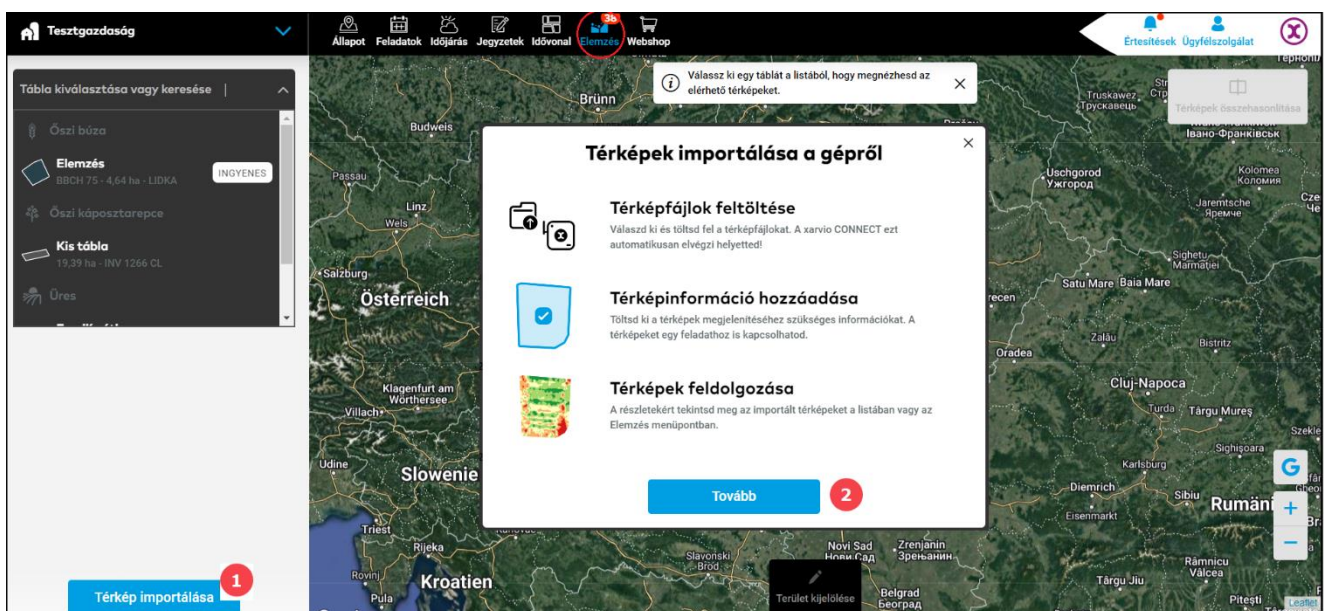 Tesztgazdaság
Állapot Feladatok Időjárás Jegyzetek Idővonal Elemzés Webshop
38
Értesítések Ügyfélszolgálat
Tábla kiválasztása vagy keresése
Őszi búza
Elemzés
BBCH 75 - 4,64 ha - LIDKA
INGYENES
Őszi káposztarepce
Kis tábla
19,39 ha - INV 1266 CL
Üres
Térkép importálása
1
Válassz ki egy táblát a listából, hogy megnézhesd az
elérhető térképeket.
Térképek összehasonlítása
Térképek importálása a gépről
Térképfájlok feltöltése
Válaszd ki és töltsd fel a térképfájlokat. A xarvio CONNECT ezt
automatikusan elvégzi helyetted!
Térképinformáció hozzáadása
Töltsd ki a térképek megjelenítéséhez szükséges információkat. A
térképeket egy feladathoz is kapcsolhatod.
Térképek feldolgozása
A részletekért tekintsd meg az importált térképeket a listában vagy az
Elemzés menüpontban.
Tovább
2
Brünn
Budweis
Passau
Linz
Wels
Salzburg
Österreich
Klagenfurt am
Wörthersee
Villach
Udine
Slowenie
Triest
Rijeka
Rovinj
Pula
Kroatien
Slavonski
Brod
Novi Sad
Нови Сад
Zrenjanin
Зрењанин
Belgrad
Београд
Terület kijelölése
Truskawez
Трускавець
Івано-Франківськ
Uschgorod
Ужгород
Kolomea
Коломия
Jaremtsche
Яремче
Sighetu
Marmației
Satu Mare
Baia Mare
Zalău
Bistritz
Oradea
Cluj-Napoca
Turda
Târgu Mureș
Sighișoara
Karlsburg
Diemrich
Sibiu
Eisenmarkt
Rumäni
Râmnicu
Vâlcea
Târgu Jiu
Pitești
G
+
−
Leaflet